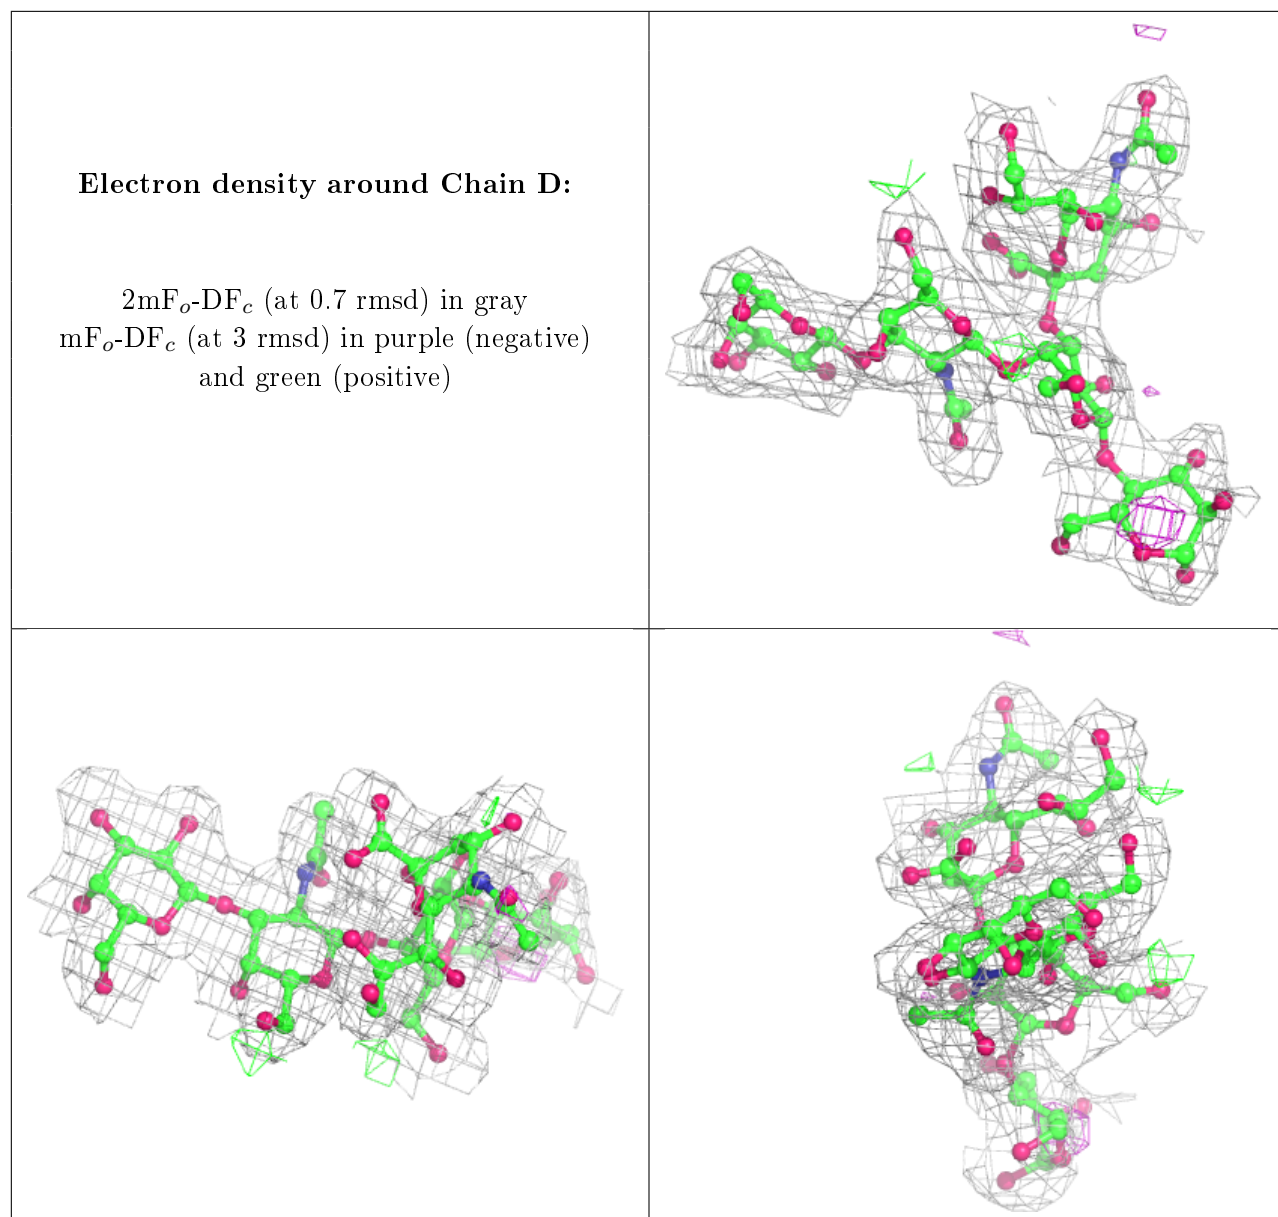 Electron density around Chain D:
2mFo-DFc (at 0.7 rmsd) in gray
mFo-DFc (at 3 rmsd) in purple (negative)
and green (positive)